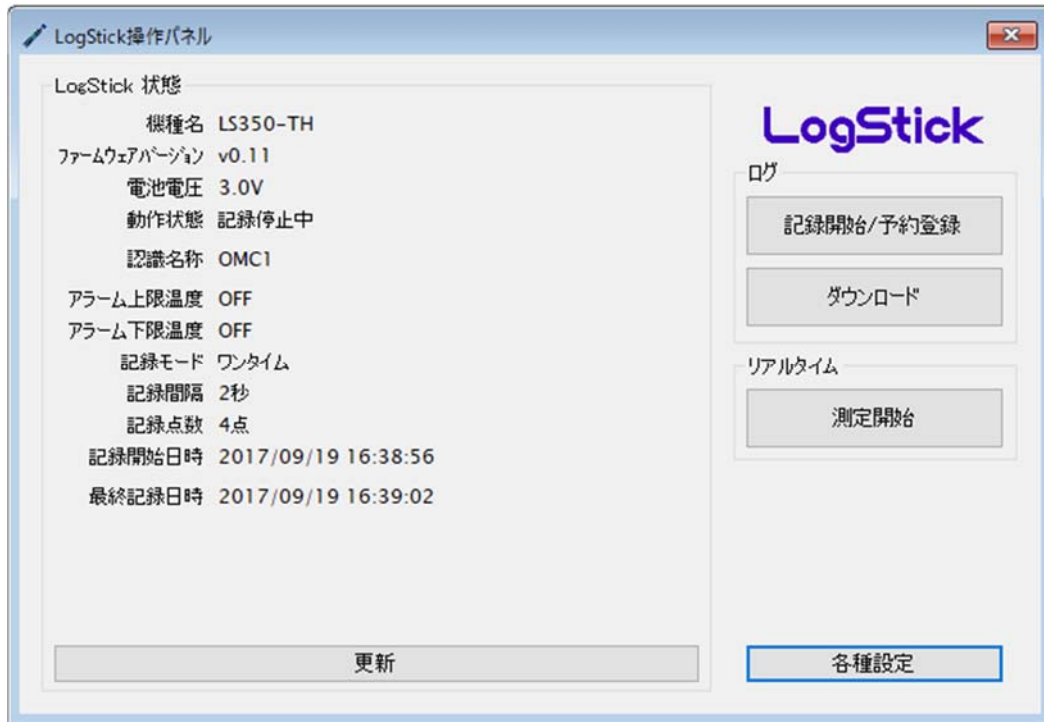 LogStick操作パネル
LogStick 状態
機種名 LS350-TH
ファームウェアバージョン v0.11
電池電圧 3.0V
動作状態 記録停止中
認識名称 OMC1
アラーム上限温度 OFF
アラーム下限温度 OFF
記録モード ワンタイム
記録間隔 2秒
記録点数 4点
記録開始日時 2017/09/19 16:38:56
最終記録日時 2017/09/19 16:39:02
更新
LogStick
ログ
記録開始/予約登録
ダウンロード
リアルタイム
測定開始
各種設定